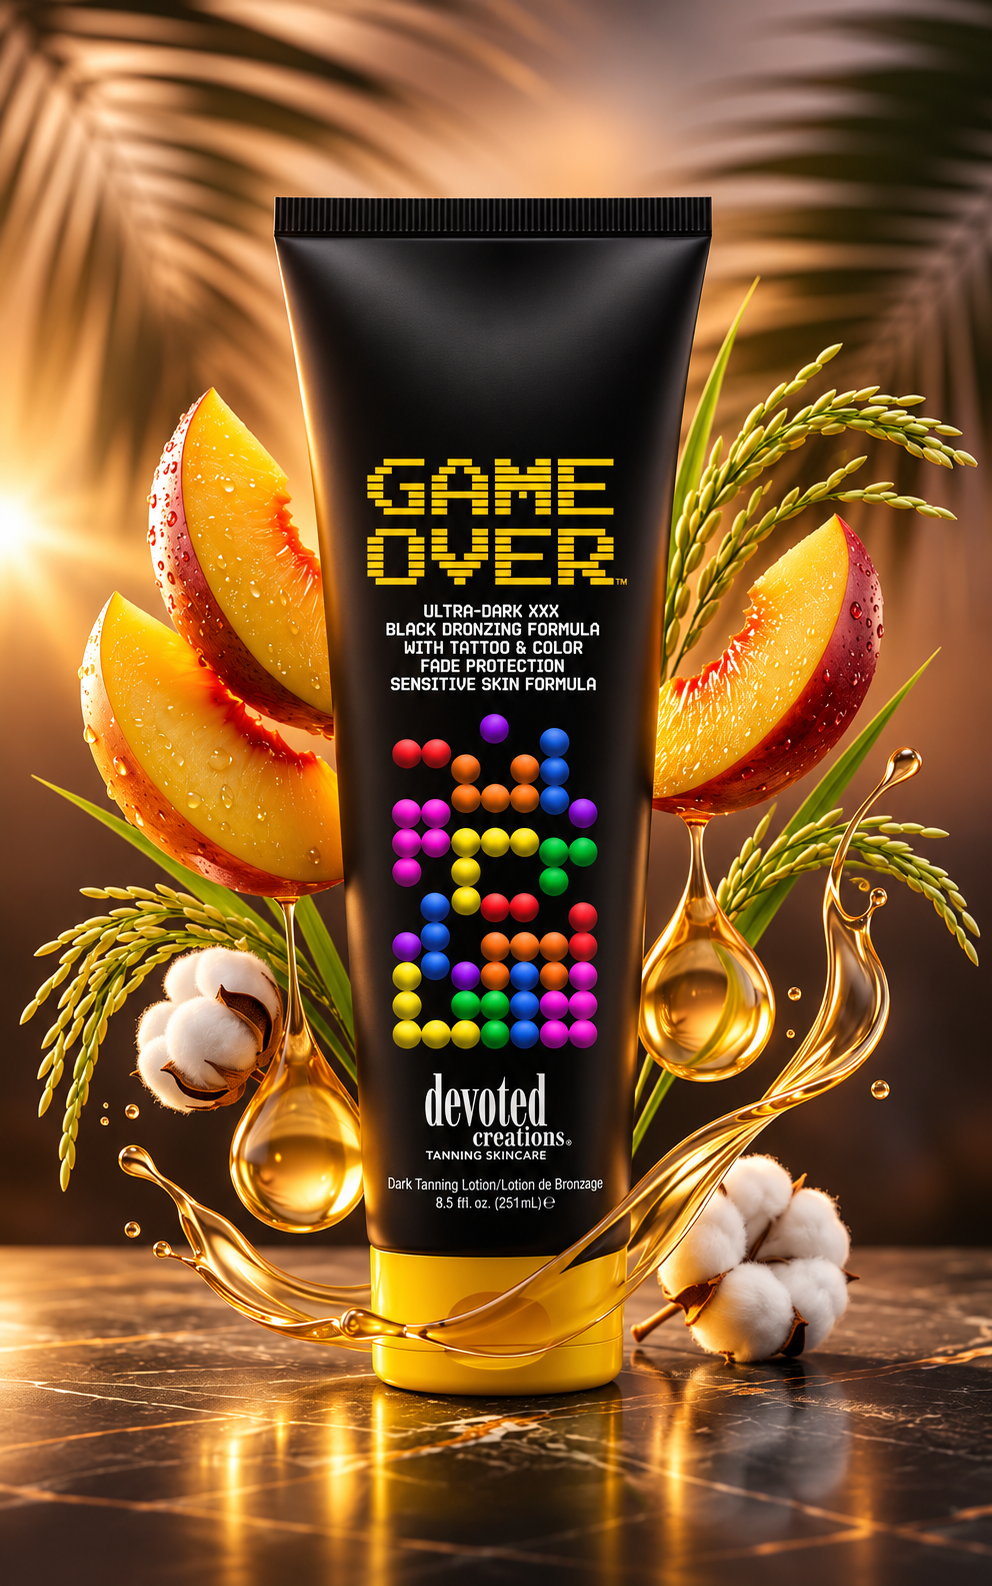 GAME
OVER™
ULTRA-DARK XXX
BLACK DRONZING FORMULA
WITH TATTOO & COLOR
FADE PROTECTION
SENSITIVE SKIN FORMULA
devoted
creations®
TANNING SKINCARE
Dark Tanning Lotion/Lotion de Bronzage
8.5 ffl. oz. (251mL)℮